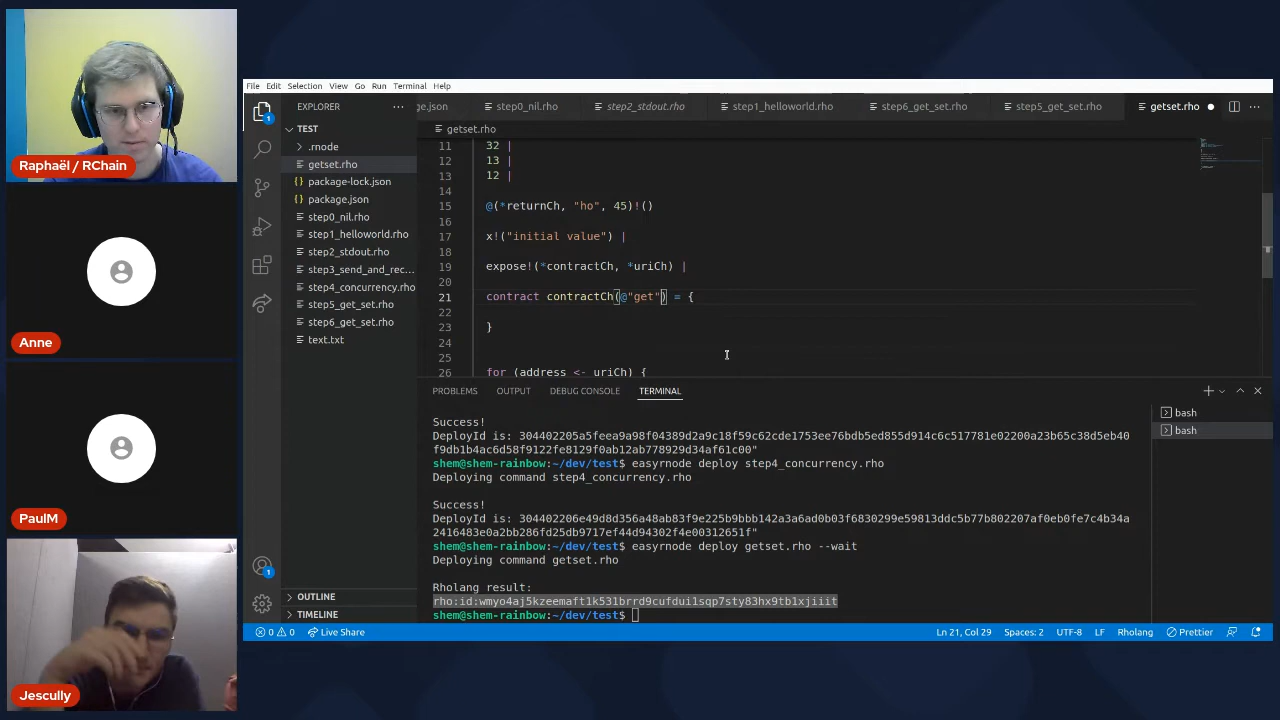 File Edit Selection View Go Run Terminal Help
EXPLORER
ge.json step0_nil.rho step2_stdout.rho step1_helloworld.rho step6_get_set.rho step5_get_set.rho getset.rho
TEST
getset.rho
.rnode
getset.rho
package-lock.json
package.json
step0_nil.rho
step1_helloworld.rho
step2_stdout.rho
step3_send_and_rec...
step4_concurrency.rho
step5_get_set.rho
step6_get_set.rho
text.txt
OUTLINE
TIMELINE
11 32 |
12 13 |
13 12 |
14
15 @(*returnCh, "ho", 45)!()
16
17 x!("initial value") |
18
19 expose!(*contractCh, *uriCh) |
20
21 contract contractCh(@"get") = {
22
23 }
24
25
26 for (address <- uriCh) {
PROBLEMS OUTPUT DEBUG CONSOLE TERMINAL
bash
bash
Success!
DeployId is: 304402205a5feea9a98f04389d2a9c18f59c62cde1753ee76bdb5ed855d914c6c517781e02200a23b65c38d5eb40
f9db1b4ac6d58f9122fe8129f0ab12ab778929d34af61c00"
shem@shem-rainbow:~/dev/test$ easyrnode deploy step4_concurrency.rho
Deploying command step4_concurrency.rho
Success!
DeployId is: 304402206e49d8d356a48ab83f9e225b9bbb142a3a6ad0b03f6830299e59813ddc5b77b802207af0eb0fe7c4b34a
2416483e0a2bb286fd25db9717ef44d94302f4e00312651f"
shem@shem-rainbow:~/dev/test$ easyrnode deploy getset.rho --wait
Deploying command getset.rho
Rholang result:
rho:id:wmyo4aj5kzeemaft1k531brrd9cufdui1sqp7sty83hx9tb1xjiiit
shem@shem-rainbow:~/dev/test$
0 0 Live Share Ln 21, Col 29 Spaces: 2 UTF-8 LF Rholang Prettier
1
1
Raphaël / RChain
Anne
PaulM
Jescully